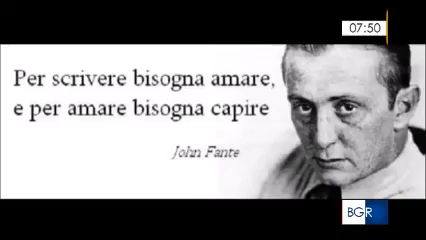 07:50
Per scrivere bisogna amare,
e per amare bisogna capire
John Fante
BGR